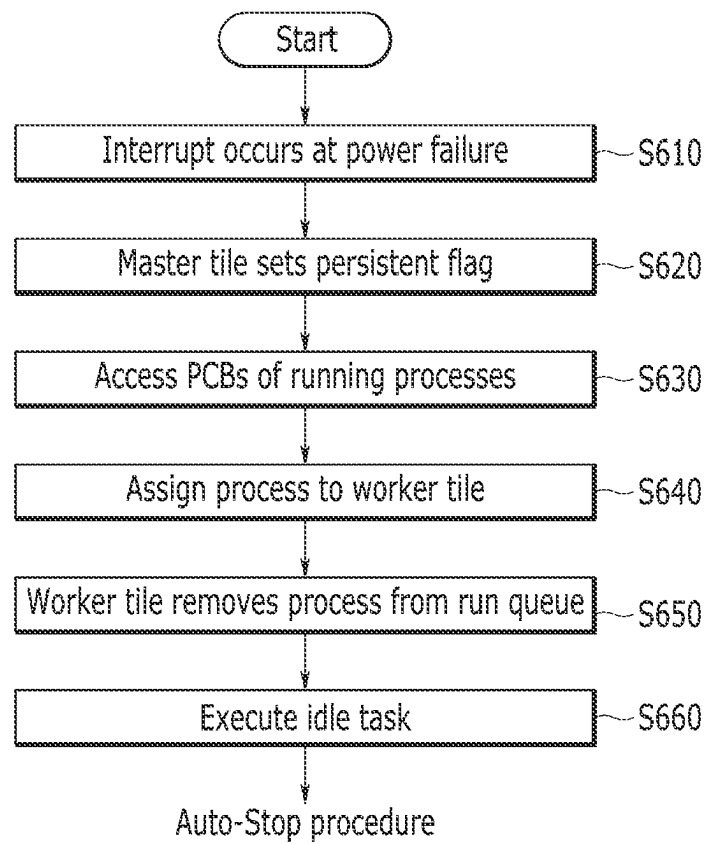 Start
Interrupt occurs at power failure
S610
Master tile sets persistent flag
S620
Access PCBs of running processes
S630
Assign process to worker tile
S640
Worker tile removes process from run queue
S650
Execute idle task
S660
Auto-Stop procedure